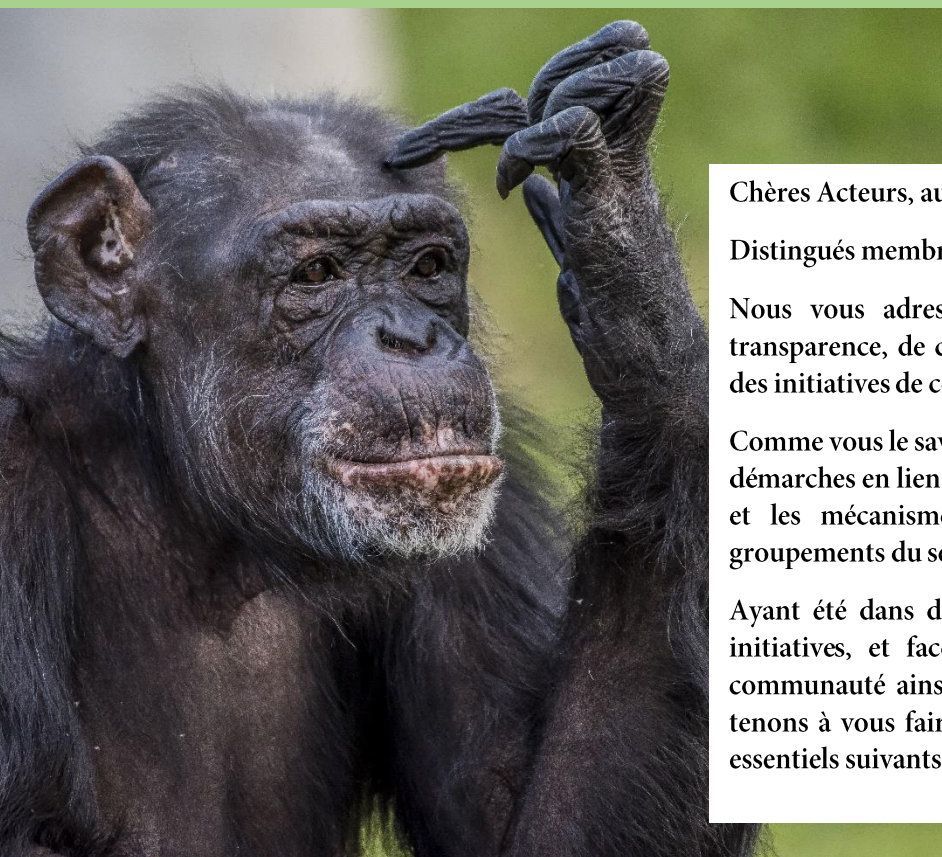 Chères Acteurs, au
Distingués membr
Nous vous adres
transparence, de
des initiatives de c
Comme vous le sav
démarches en lien
et les mécanism
groupements du s
Ayant été dans d
initiatives, et fac
communauté ains
tenons à vous fair
essentiels suivants